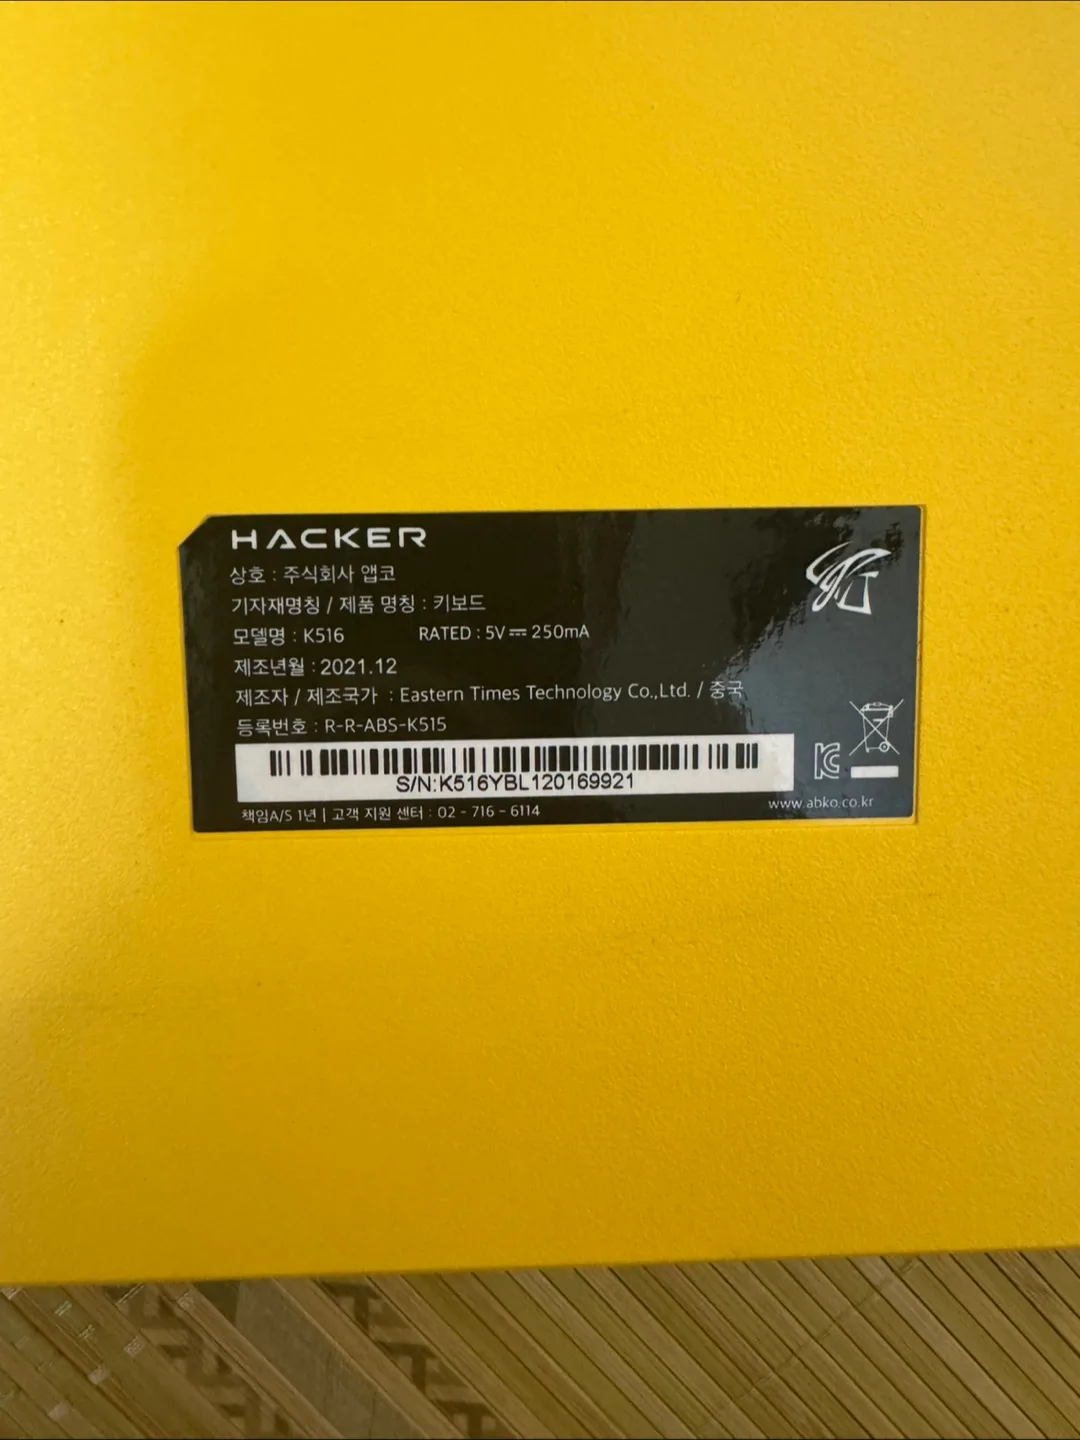 HACKER
상호 : 주식회사 앱코
기자재명칭 / 제품 명칭 : 키보드
모델명 : K516 RATED : 5V⎓250mA
제조년월 : 2021.12
제조자 / 제조국가 : Eastern Times Technology Co.,Ltd. / 중국
등록번호 : R-R-ABS-K515
S/N:K516YBL120169921
책임A/S 1년 | 고객 지원 센터 : 02 - 716 - 6114
www.abko.co.kr